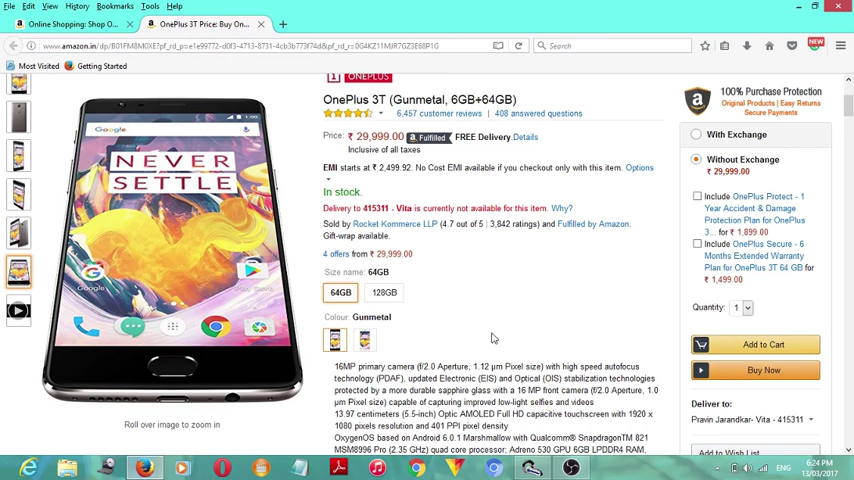 File Edit View History Bookmarks Tools Help
Online Shopping: Shop O...
OnePlus 3T Price: Buy On...
www.amazon.in/dp/B01FM8M0XE?pf_rd_p=e1e99772-d0f3-4713-8731-4cb3b773f74d&pf_rd_r=0G4KZ11MJR7GZ3E68P1G
Search
NEW
Most Visited Getting Started
1 ONEPLUS
OnePlus 3T (Gunmetal, 6GB+64GB)
6,457 customer reviews | 408 answered questions
Price: ₹ 29,999.00 a Fulfilled FREE Delivery. Details
Inclusive of all taxes
EMI starts at ₹ 2,499.92. No Cost EMI available if you checkout only with this item. Options
In stock.
Delivery to 415311 - Vita is currently not available for this item. Why?
Sold by Rocket Kommerce LLP (4.7 out of 5 | 3,842 ratings) and Fulfilled by Amazon.
Gift-wrap available.
4 offers from ₹ 29,999.00
Size name: 64GB
64GB 128GB
Colour: Gunmetal
16MP primary camera (f/2.0 Aperture, 1.12 µm Pixel size) with high speed autofocus
technology (PDAF), updated Electronic (EIS) and Optical (OIS) stabilization technologies
protected by a more durable sapphire glass with a 16 MP front camera (f/2.0 Aperture, 1.0
µm Pixel size) capable of capturing improved low-light selfies and videos
13.97 centimeters (5.5-inch) Optic AMOLED Full HD capacitive touchscreen with 1920 x
1080 pixels resolution and 401 PPI pixel density
OxygenOS based on Android 6.0.1 Marshmallow with Qualcomm® SnapdragonTM 821
MSM8996 Pro (2.35 GHz) quad core processor; Adreno 530 GPU 6GB LPDDR4 RAM,
Google
NEVER
SETTLE
Roll over image to zoom in
100% Purchase Protection
Original Products | Easy Returns
Secure Payments
With Exchange
Without Exchange
₹ 29,999.00
Include OnePlus Protect - 1
Year Accident & Damage
Protection Plan for OnePlus
3... for ₹ 1,899.00
Include OnePlus Secure - 6
Months Extended Warranty
Plan for OnePlus 3T 64 GB for
₹ 1,499.00
Quantity: 1
Add to Cart
Buy Now
Deliver to:
Pravin Jarandkar- Vita - 415311
Add to Wish List
ENG
6:24 PM
13/03/2017